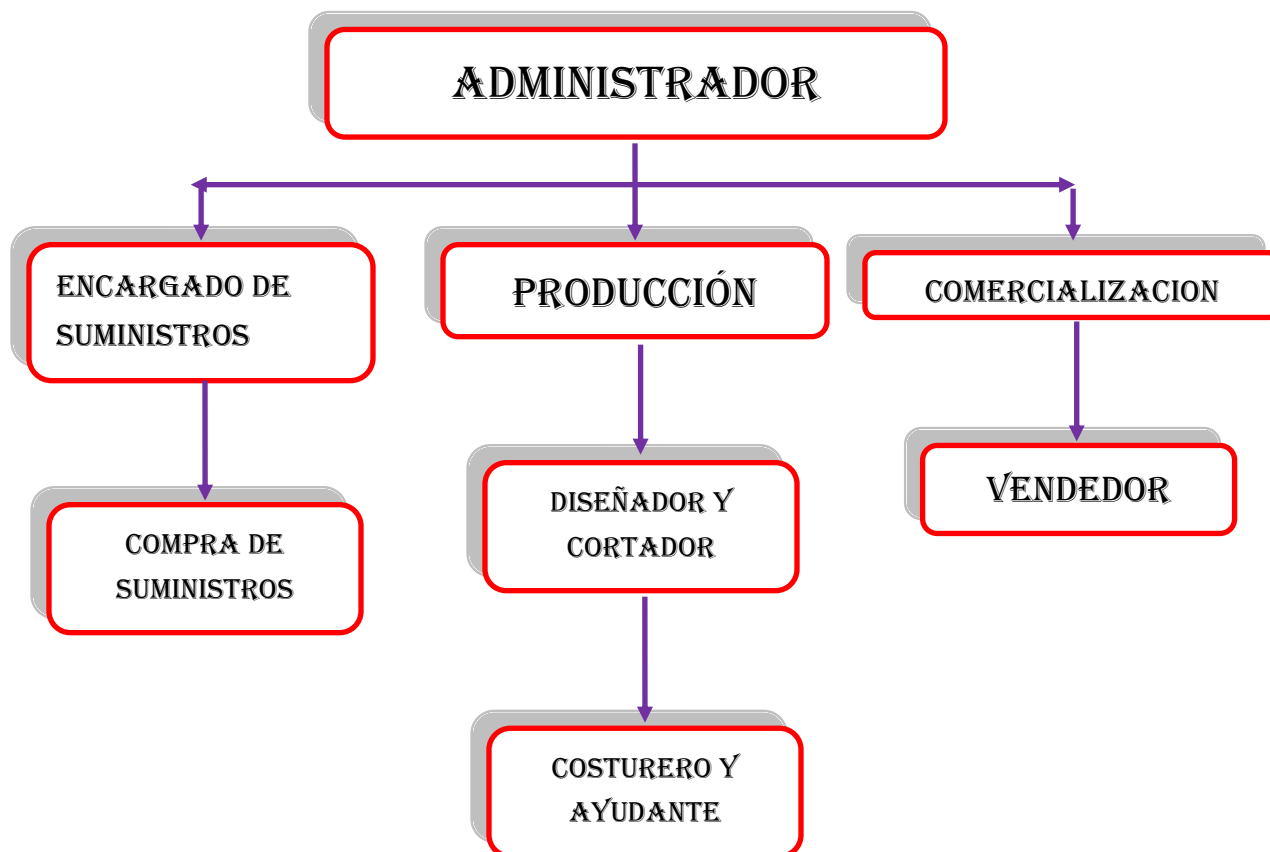 ADMINISTRADOR
ENCARGADO DE
SUMINISTROS
PRODUCCIÓN
COMERCIALIZACION
COMPRA DE
SUMINISTROS
DISEÑADOR Y
CORTADOR
VENDEDOR
COSTURERO Y
AYUDANTE